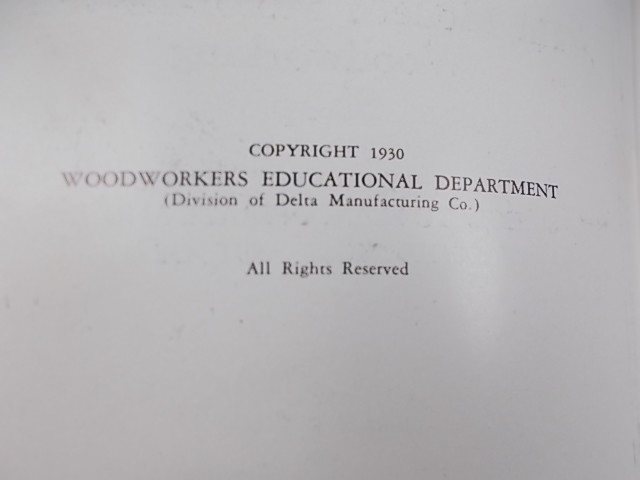 COPYRIGHT 1930
WOODWORKERS EDUCATIONAL DEPARTMENT
(Division of Delta Manufacturing Co.)
All Rights Reserved